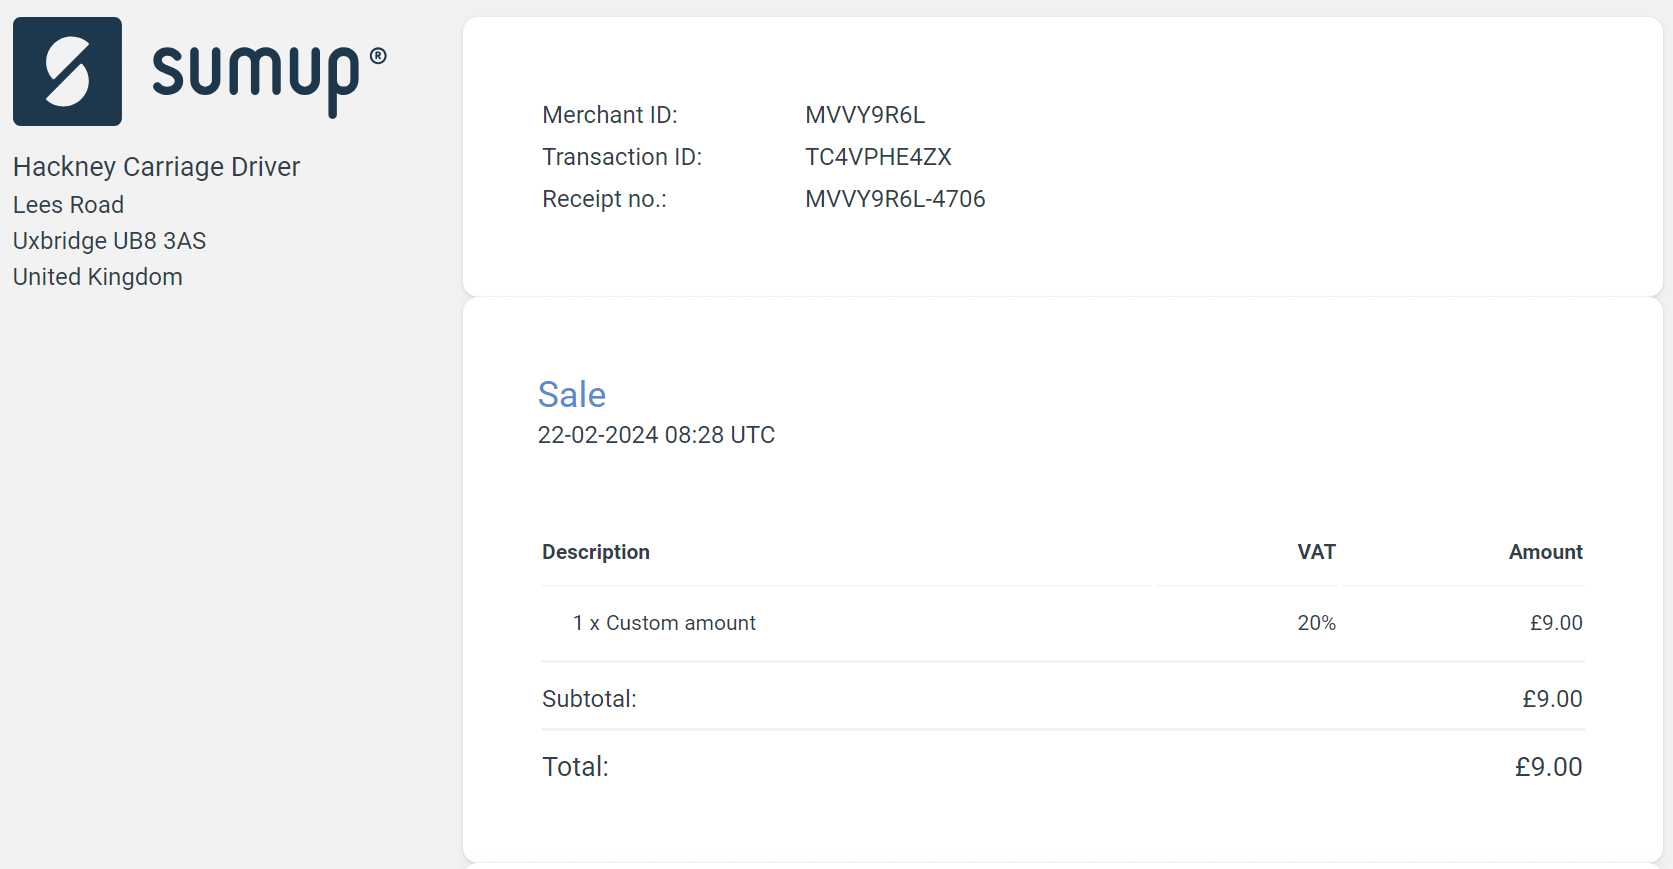 sumup®
Hackney Carriage Driver
Lees Road
Uxbridge UB8 3AS
United Kingdom
Merchant ID: MVVY9R6L
Transaction ID: TC4VPHE4ZX
Receipt no.: MVVY9R6L-4706
Sale
22-02-2024 08:28 UTC
Description VAT Amount
1 x Custom amount 20% £9.00
Subtotal: £9.00
Total: £9.00